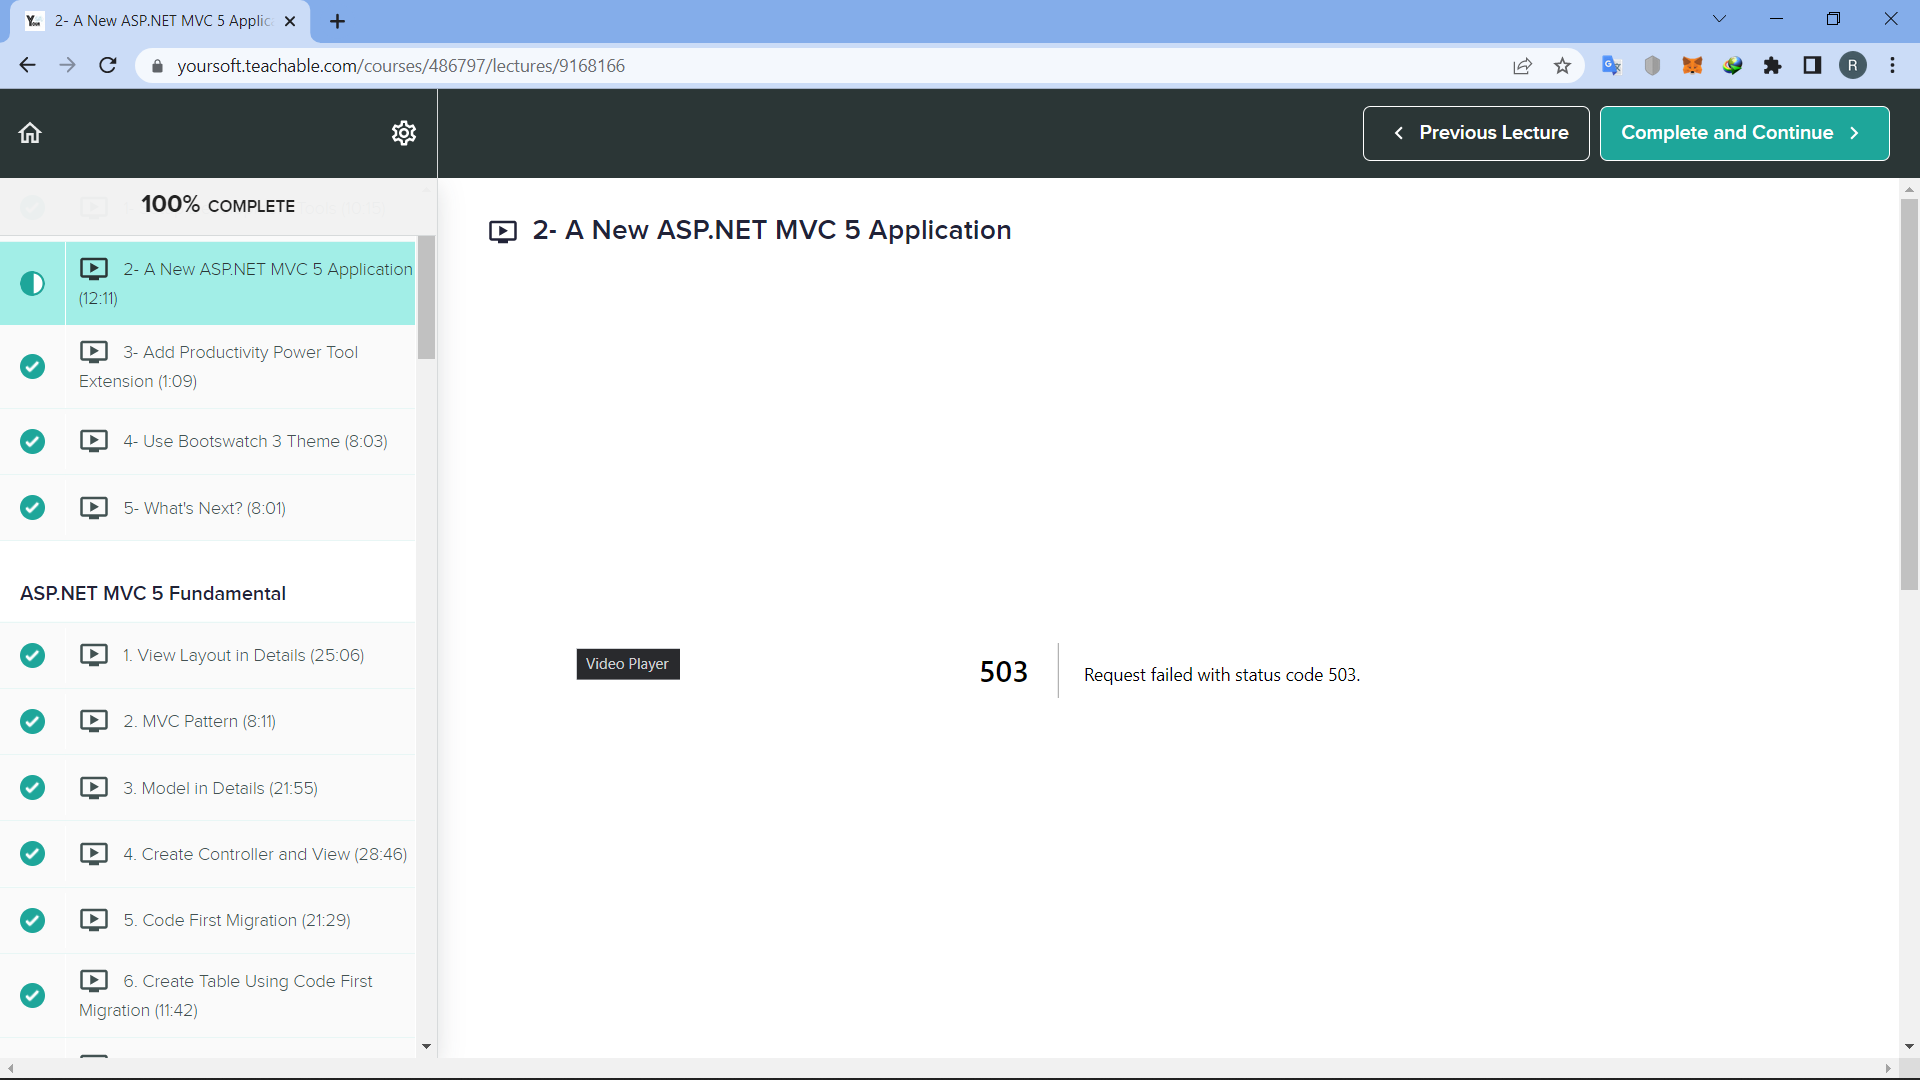 2- A New ASP.NET MVC 5 Applic
yoursoft.teachable.com/courses/486797/lectures/9168166
R
Previous Lecture
Complete and Continue
100% COMPLETE
2- A New ASP.NET MVC 5 Application
(12:11)
3- Add Productivity Power Tool
Extension (1:09)
4- Use Bootswatch 3 Theme (8:03)
5- What's Next? (8:01)
ASP.NET MVC 5 Fundamental
1. View Layout in Details (25:06)
2. MVC Pattern (8:11)
3. Model in Details (21:55)
4. Create Controller and View (28:46)
5. Code First Migration (21:29)
6. Create Table Using Code First
Migration (11:42)
2- A New ASP.NET MVC 5 Application
Video Player
503
Request failed with status code 503.